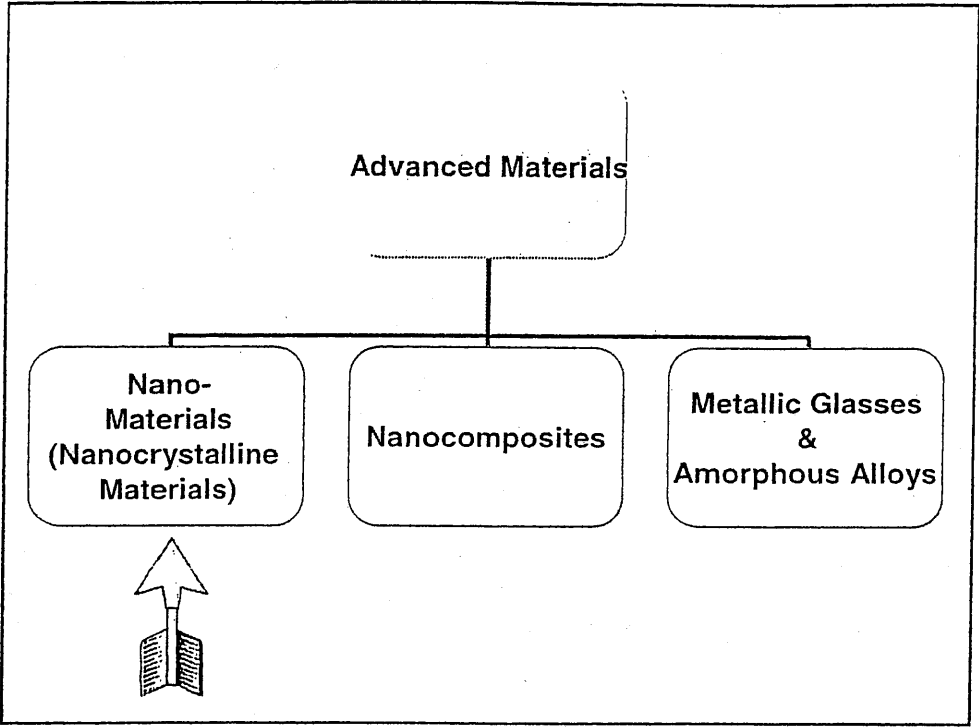 Advanced Materials
Nano-
Materials
(Nanocrystalline
Materials)
Nanocomposites
Metallic Glasses
&
Amorphous Alloys